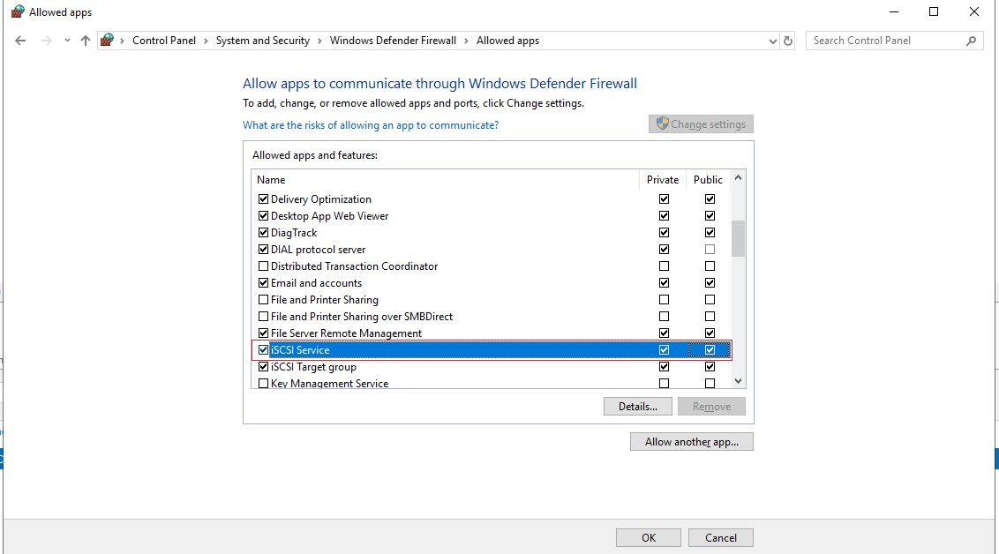 Allowed apps
Control Panel > System and Security > Windows Defender Firewall > Allowed apps
Search Control Panel
Allow apps to communicate through Windows Defender Firewall
To add, change, or remove allowed apps and ports, click Change settings.
What are the risks of allowing an app to communicate?
Change settings
Allowed apps and features:
Name Private Public
Delivery Optimization
Desktop App Web Viewer
DiagTrack
DIAL protocol server
Distributed Transaction Coordinator
Email and accounts
File and Printer Sharing
File and Printer Sharing over SMBDirect
File Server Remote Management
iSCSI Service
iSCSI Target group
Key Management Service
Details... Remove
Allow another app...
OK Cancel